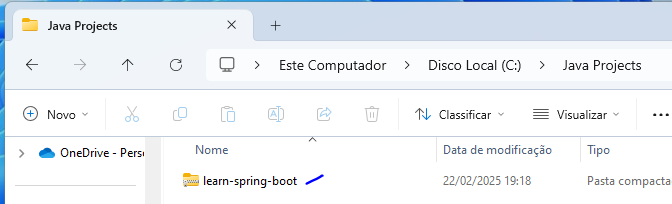 Java Projects
Este Computador > Disco Local (C:) > Java Projects
Novo Classificar Visualizar ...
OneDrive - Pers
Nome Data de modificação Tipo
learn-spring-boot 22/02/2025 19:18 Pasta compacta